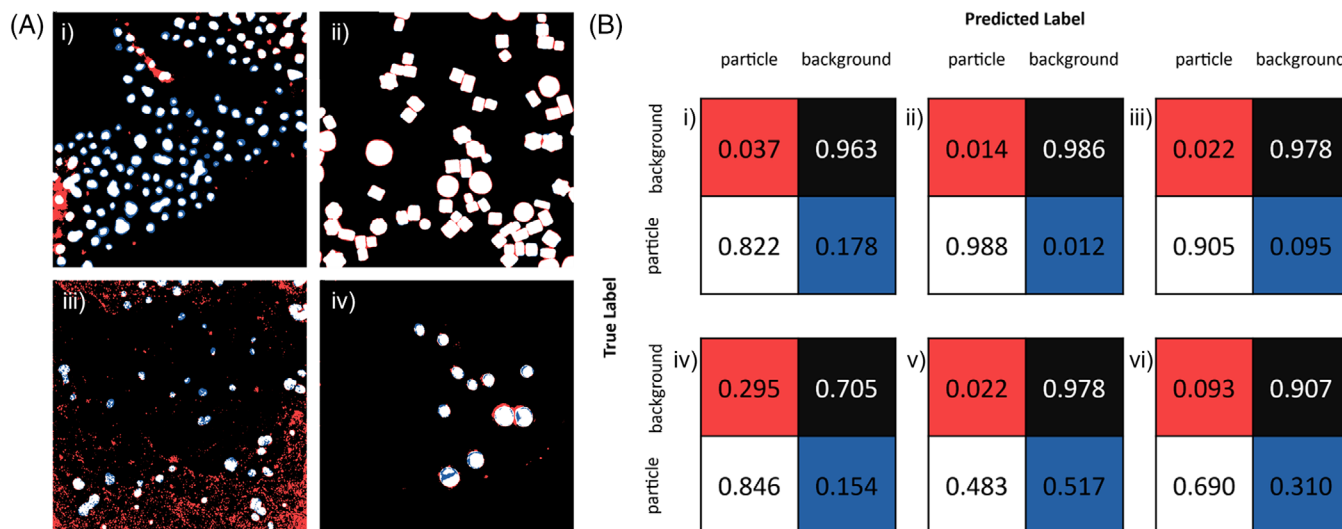 (A)
i)
ii)
iii)
iv)
(B)
Predicted Label
particle background particle background particle background
True Label
background
particle
i)
0.037 0.963
0.822 0.178
ii)
0.014 0.986
0.988 0.012
iii)
0.022 0.978
0.905 0.095
background
particle
iv)
0.295 0.705
0.846 0.154
v)
0.022 0.978
0.483 0.517
vi)
0.093 0.907
0.690 0.310